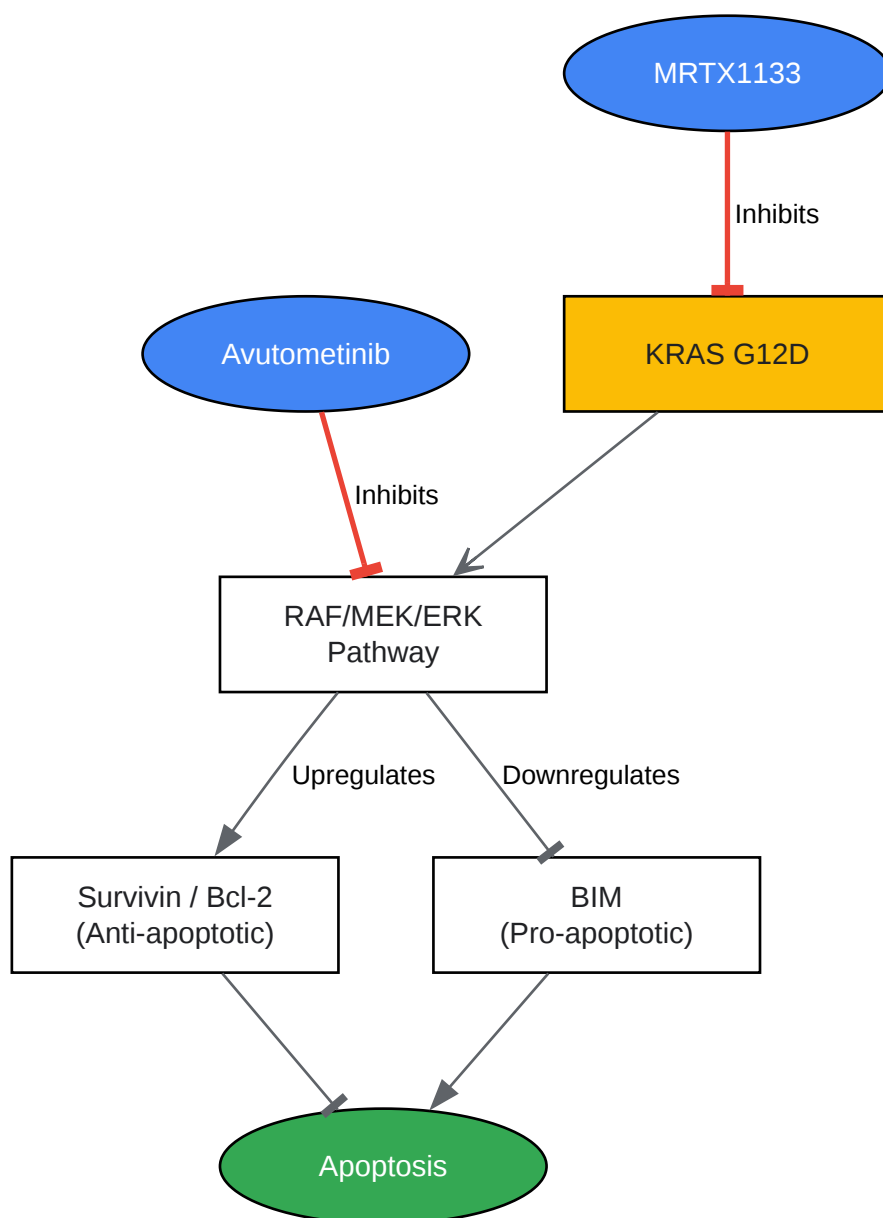 MRTX1133
Inhibits
Avutometinib
KRAS G12D
Inhibits
RAF/MEK/ERK
Pathway
Upregulates
Downregulates
Survivin / Bcl-2
(Anti-apoptotic)
BIM
(Pro-apoptotic)
Apoptosis